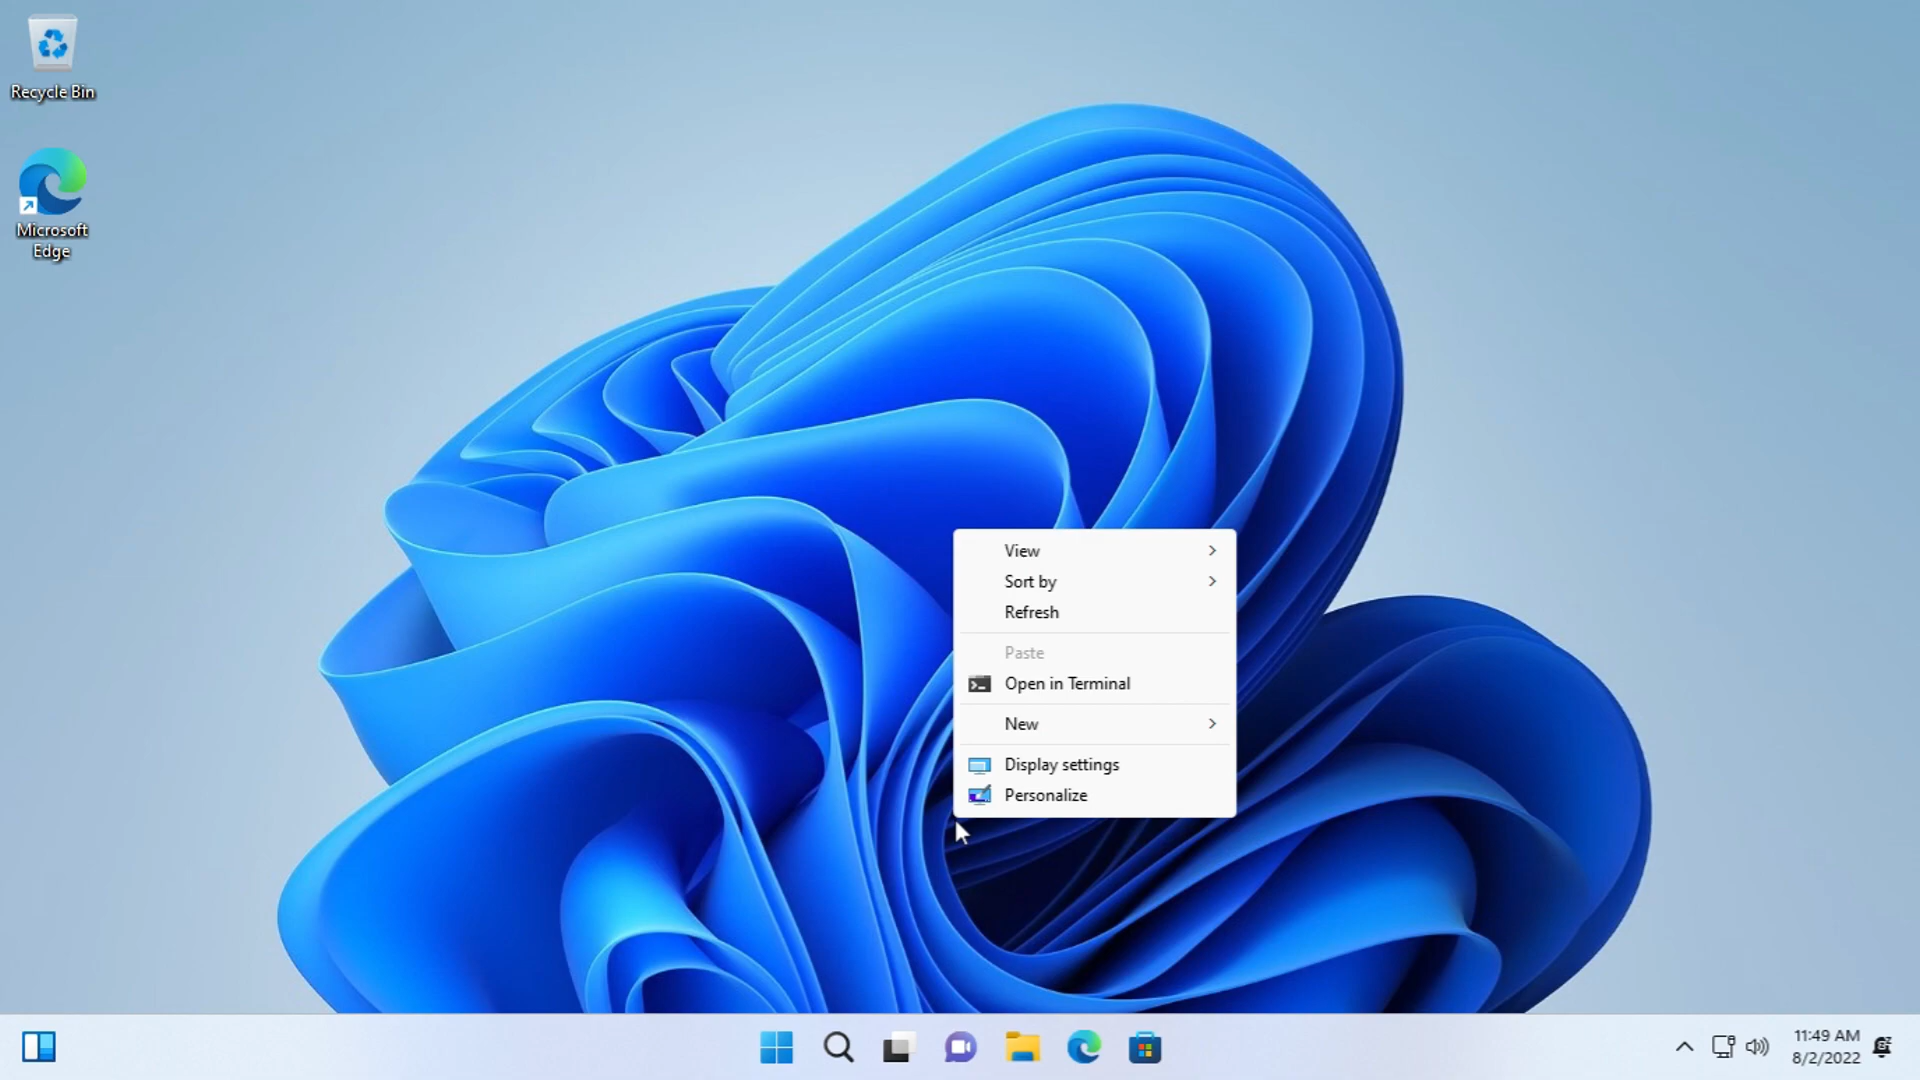 Recycle Bin
Microsoft
Edge
View
Sort by
Refresh
Paste
Open in Terminal
New
Display settings
Personalize
11:49 AM
8/2/2022